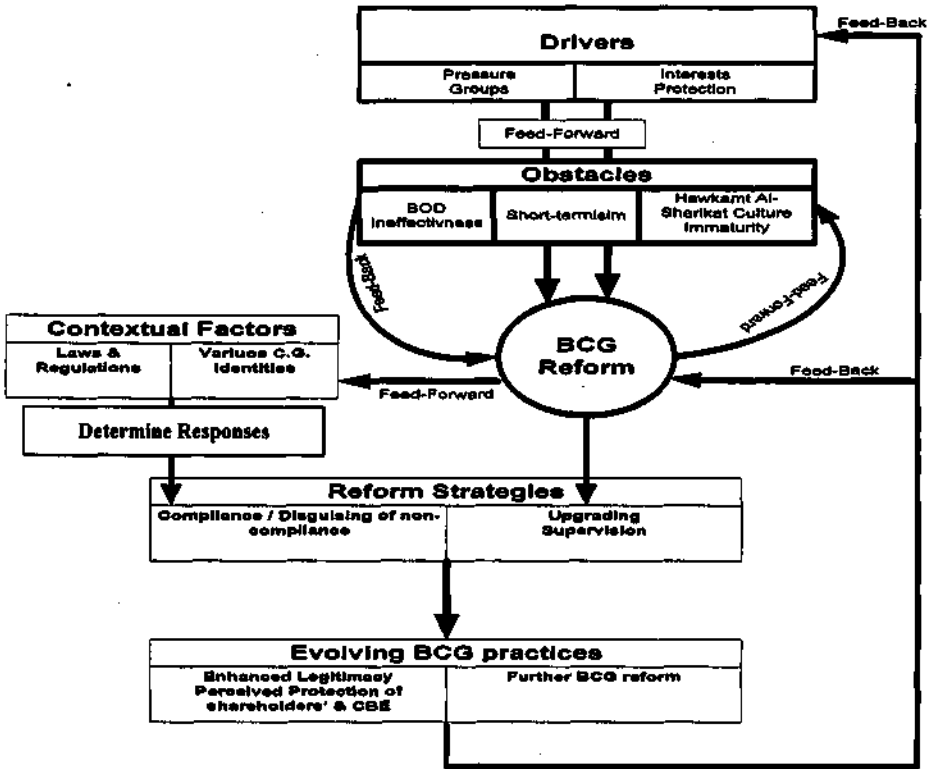 Feed-Back
Drivers
Pressure
Groups
Interests
Protection
Feed-Forward
Obstacles
BOD
Ineffectivness
Short-termisim
Hawkamt Al-
Sharikat Culture
Immaturity
Feed-Back
Feed-Forward
BCG
Reform
Contextual Factors
Laws &
Regulations
Variues C.G.
Identities
Feed-Forward
Feed-Back
Determine Responses
Reform Strategies
Compliance / Disguising of non-
compliance
Upgrading
Supervision
Evolving BCG practices
Enhanced Legitimacy
Perceived Protection of
shareholders' & CBE
Further BCG reform